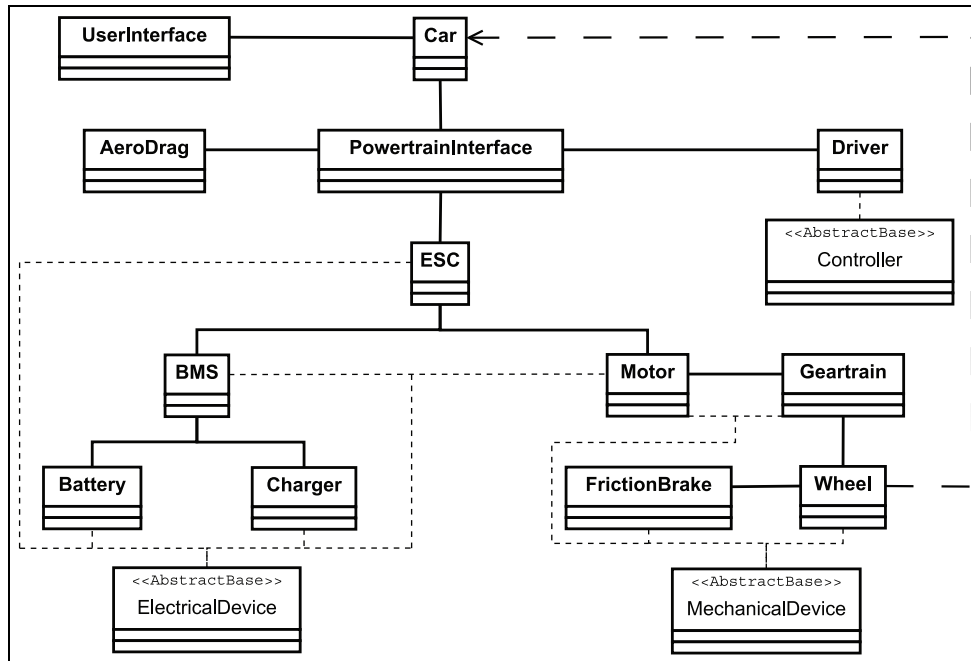 UserInterface
Car
AeroDrag
PowertrainInterface
Driver
<<AbstractBase>>
Controller
ESC
BMS
Motor
Geartrain
Battery
Charger
FrictionBrake
Wheel
<<AbstractBase>>
ElectricalDevice
<<AbstractBase>>
MechanicalDevice